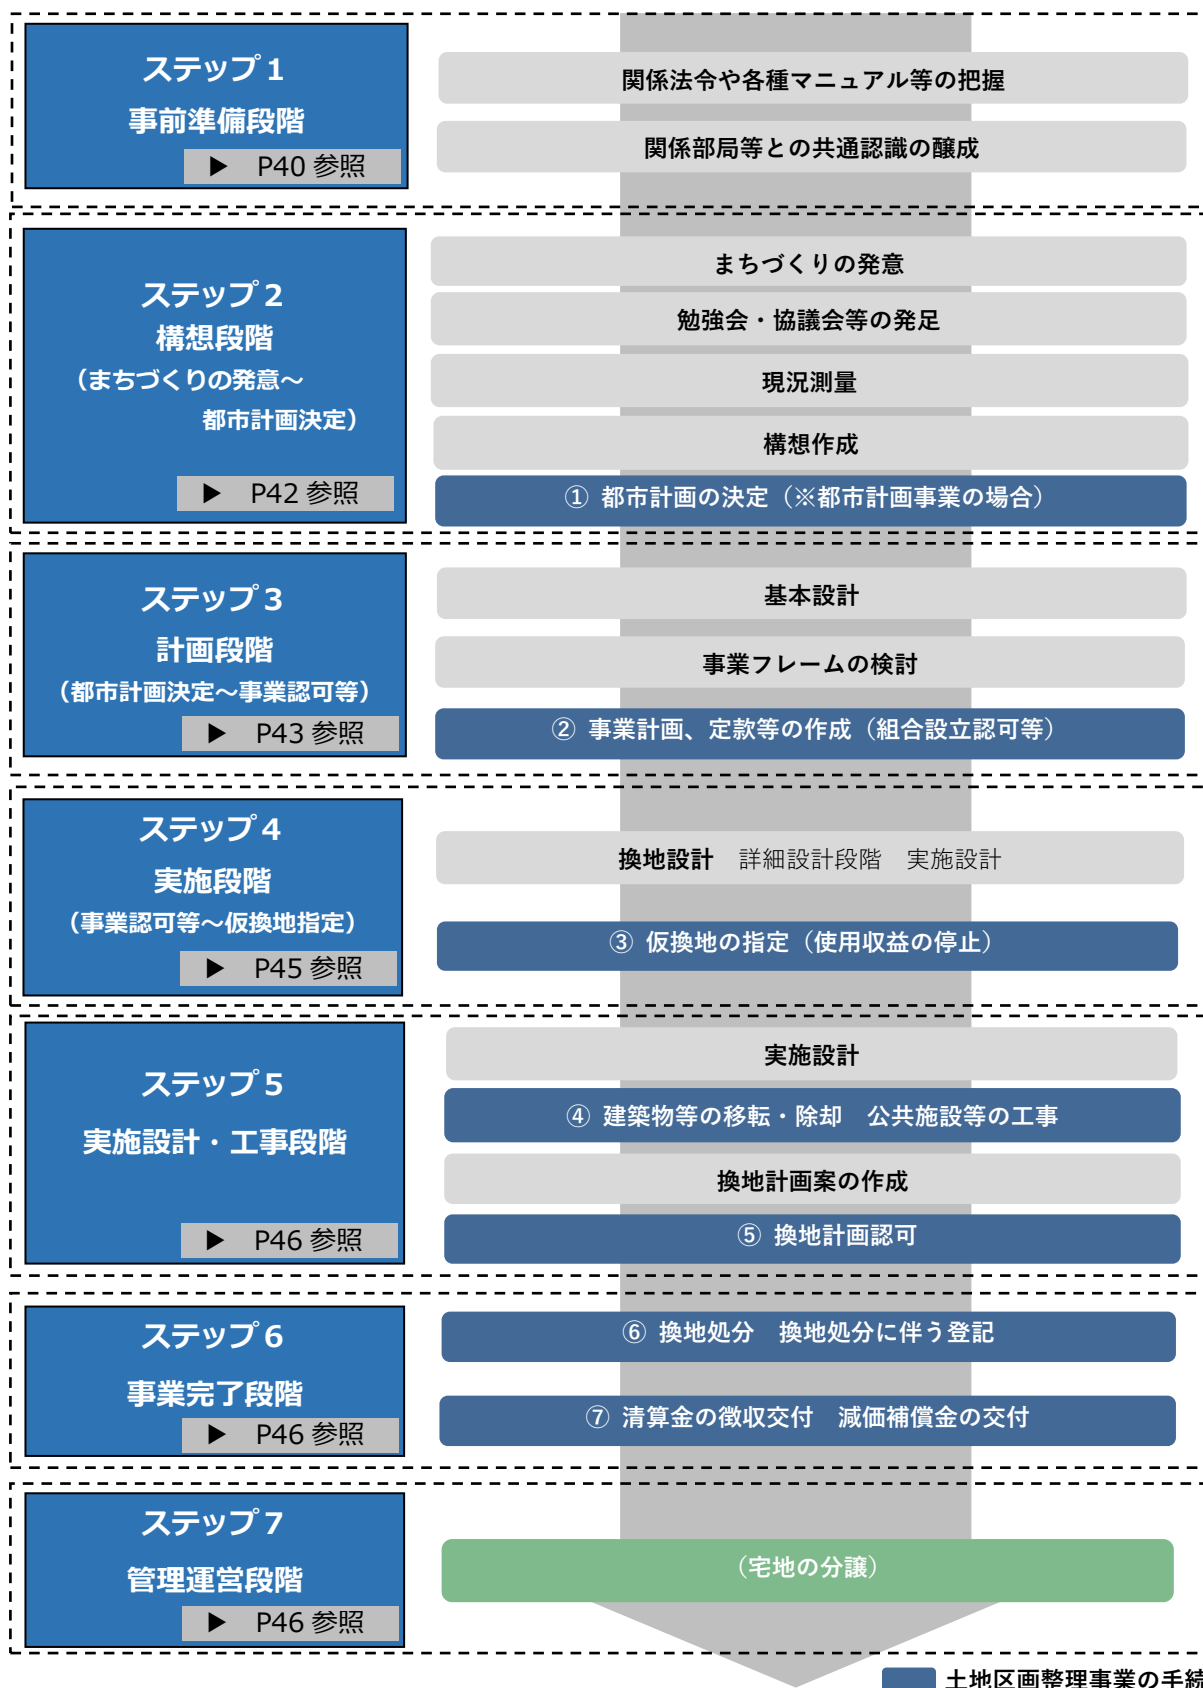 ステップ1
事前準備段階
▶ P40 参照
関係法令や各種マニュアル等の把握
関係部局等との共通認識の醸成
ステップ2
構想段階
（まちづくりの発意～
都市計画決定）
▶ P42 参照
まちづくりの発意
勉強会・協議会等の発足
現況測量
構想作成
① 都市計画の決定（※都市計画事業の場合）
ステップ3
計画段階
（都市計画決定～事業認可等）
▶ P43 参照
基本設計
事業フレームの検討
② 事業計画、定款等の作成（組合設立認可等）
ステップ4
実施段階
（事業認可等～仮換地指定）
▶ P45 参照
換地設計　詳細設計段階　実施設計
③ 仮換地の指定（使用収益の停止）
ステップ5
実施設計・工事段階
▶ P46 参照
実施設計
④ 建築物等の移転・除却　公共施設等の工事
換地計画案の作成
⑤ 換地計画認可
ステップ6
事業完了段階
▶ P46 参照
⑥ 換地処分　換地処分に伴う登記
⑦ 清算金の徴収交付　減価補償金の交付
ステップ7
管理運営段階
▶ P46 参照
（宅地の分譲）
土地区画整理事業の手続